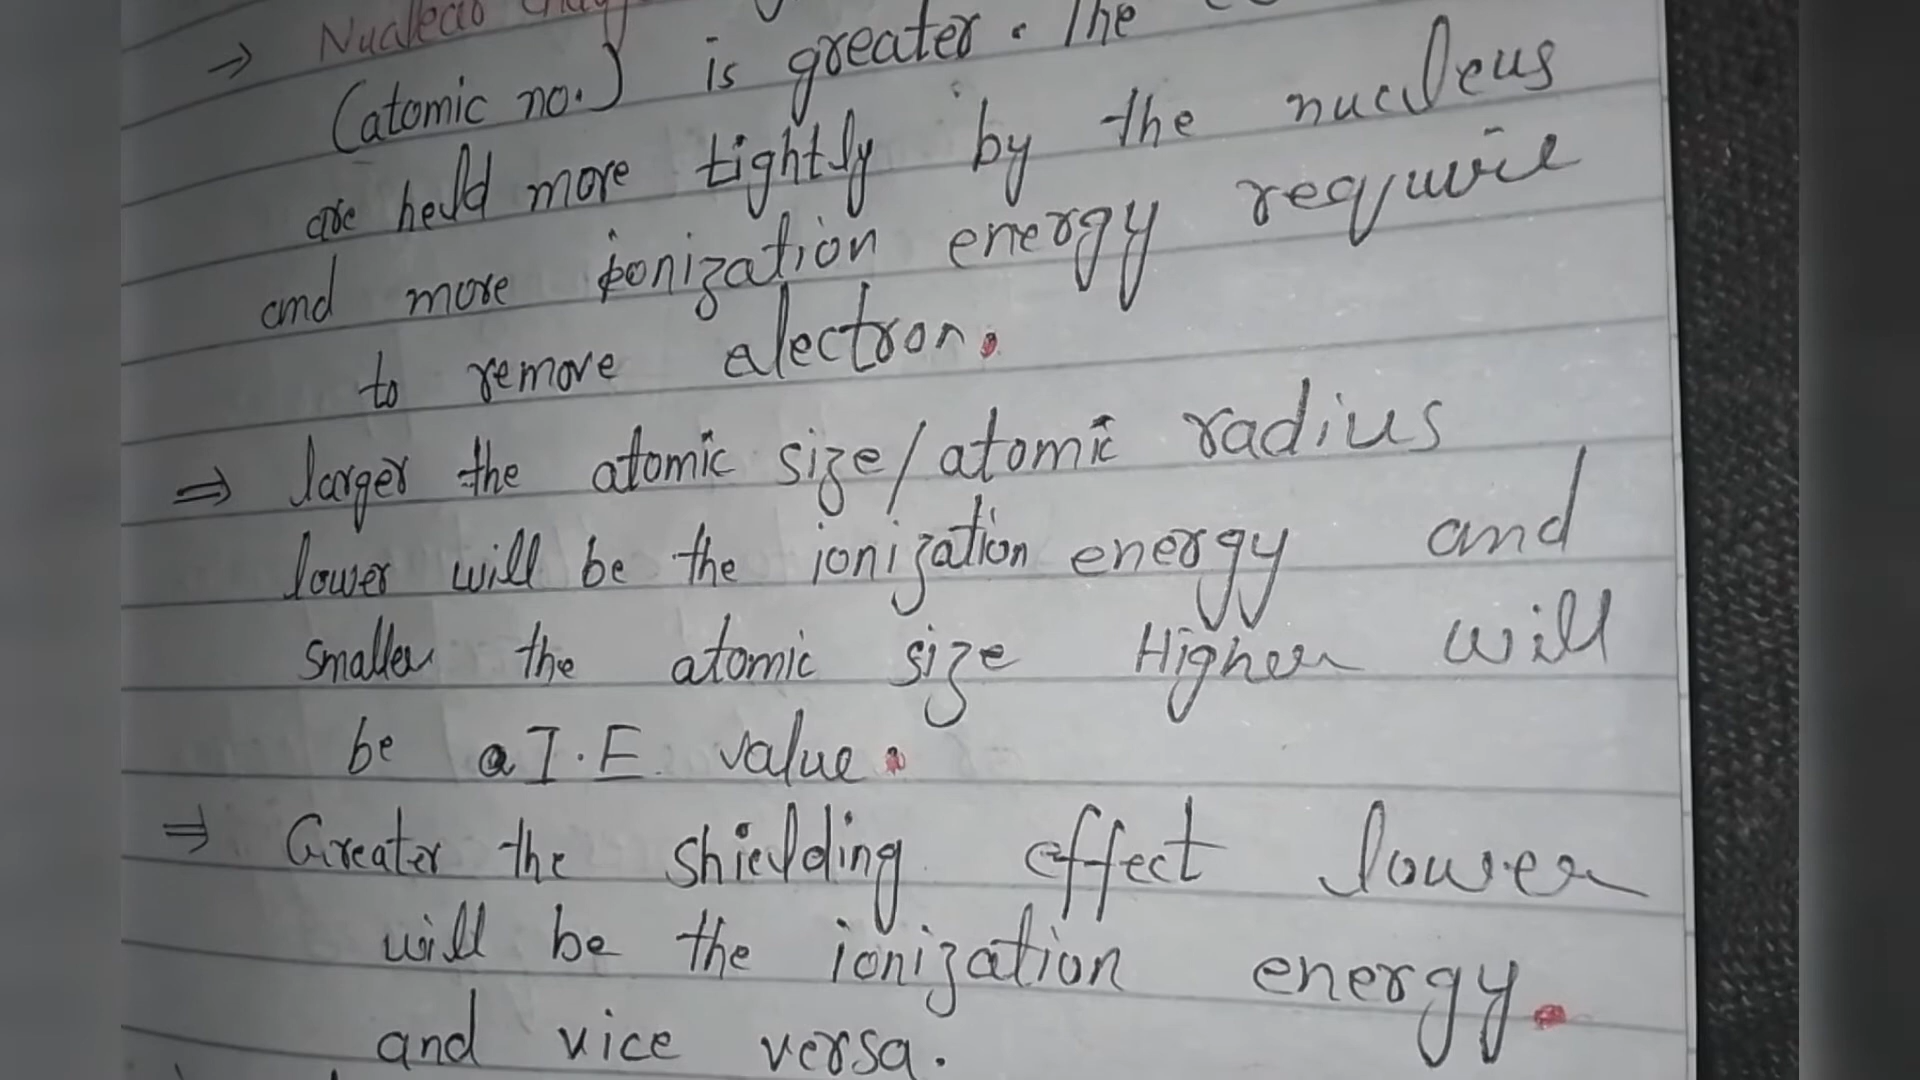 → Nuclear
(atomic no.) is greater. The
are held more tightly by the nucleus
and more ionization energy require
to remove electron.
⇒ larger the atomic size/atomic radius
lower will be the ionization energy and
smaller the atomic size Higher will
be a I.E. value.
⇒ Greater the shielding effect lower
will be the ionization energy.
and vice versa.